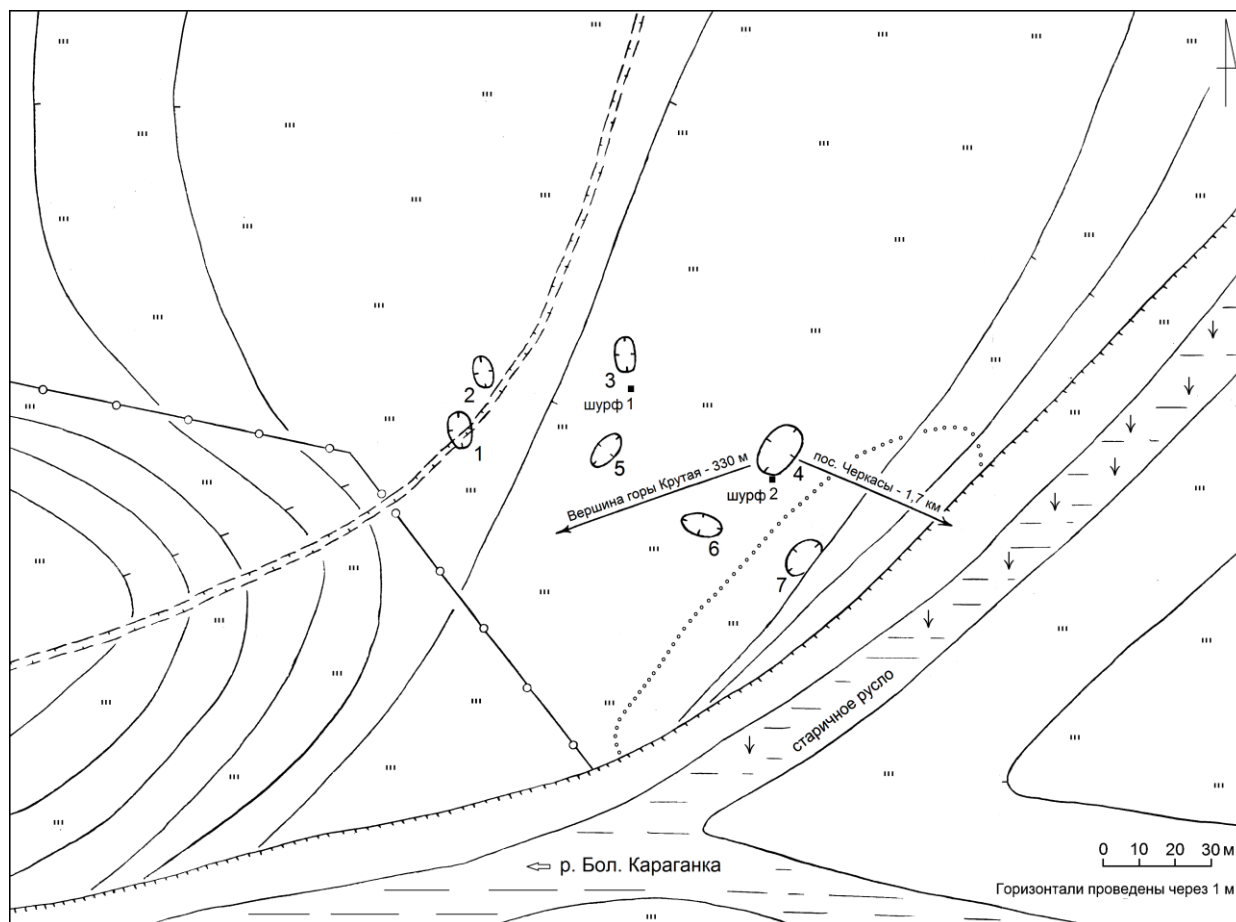 2
3
шурф 1
1
5
Вершина горы Крутая - 330 м
4
пос. Черкасы - 1,7 км
шурф 2
6
7
старичное русло
р. Бол. Караганка
0 10 20 30 м
Горизонтали проведены через 1 м